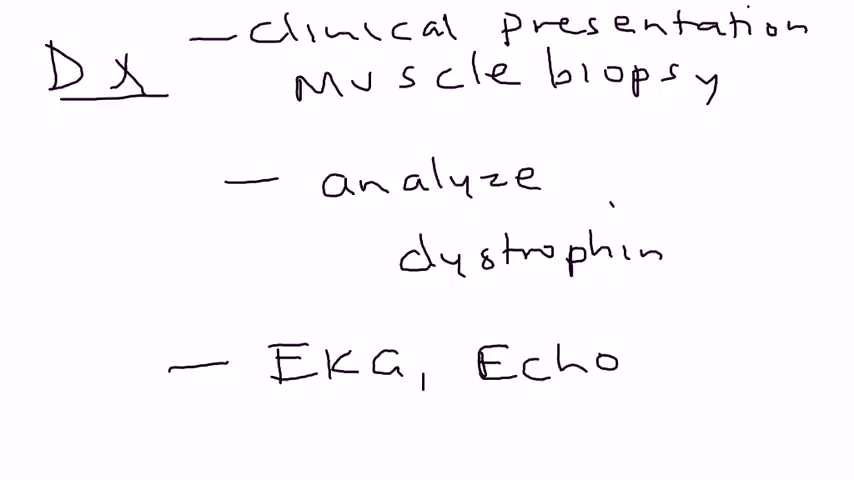 Dx - clinical presentation
Muscle biopsy
- analyze
dystrophin
- EKG, Echo